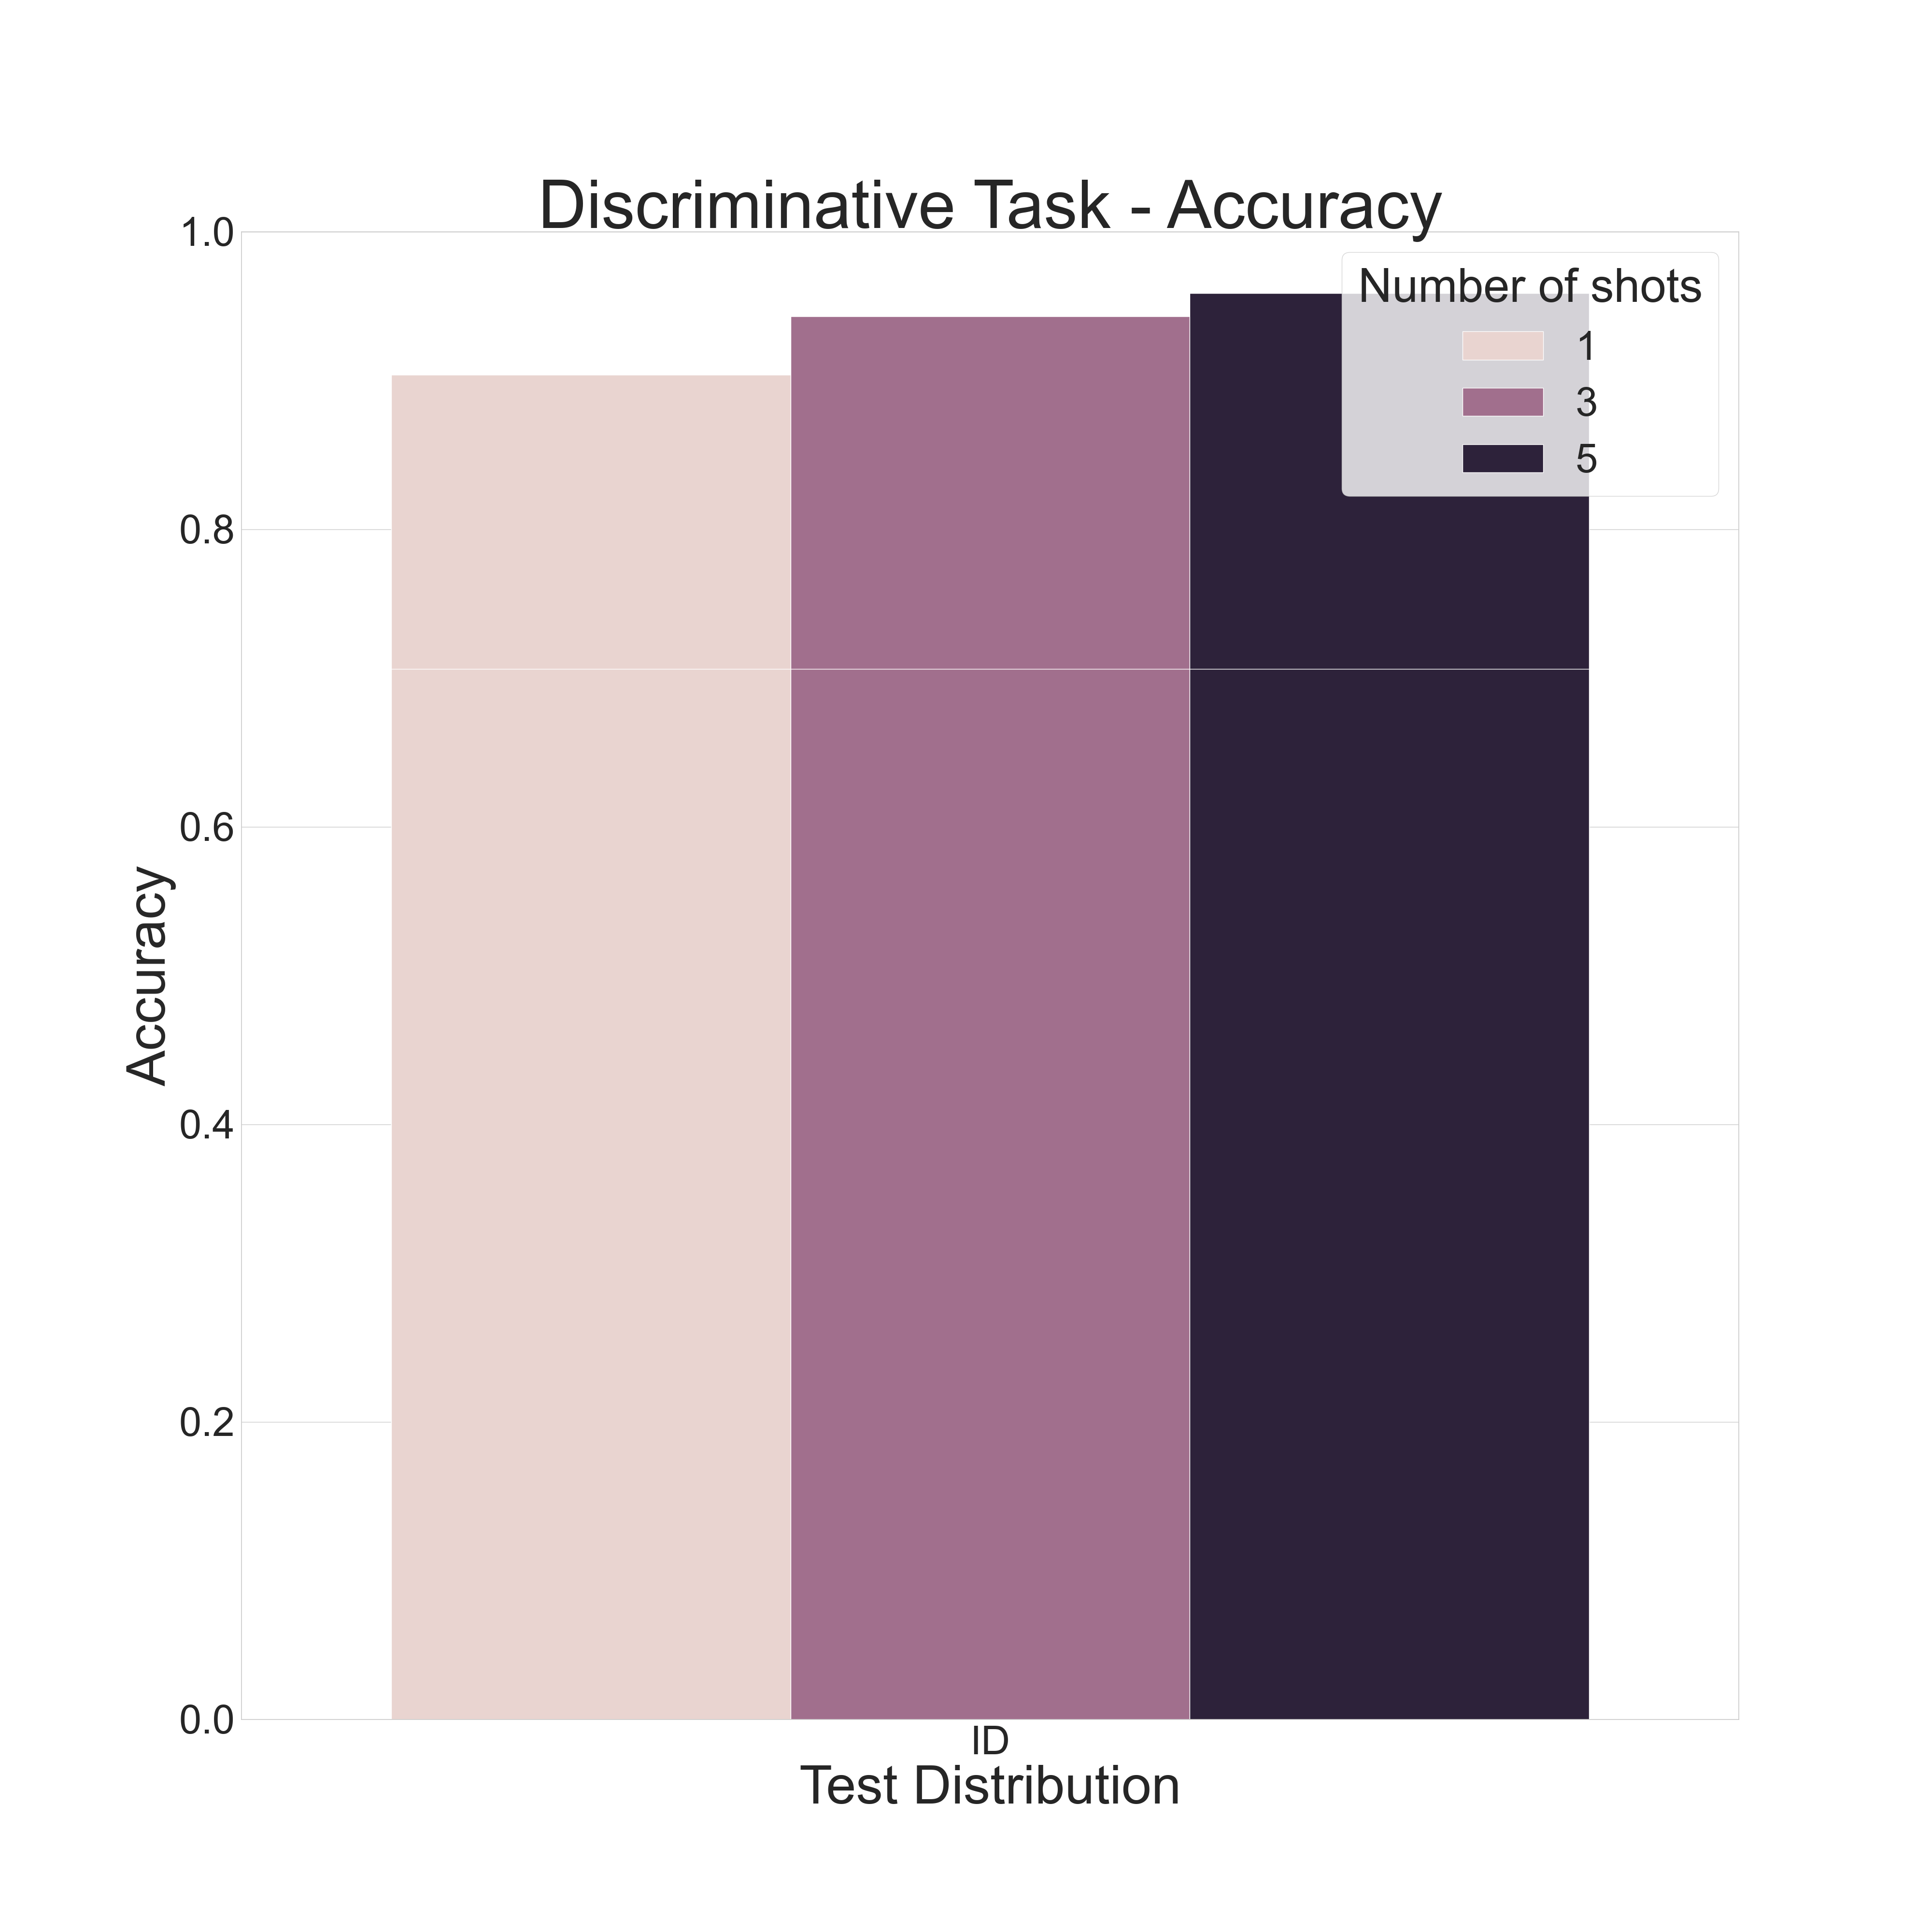 Discriminative Task - Accuracy
Number of shots
1
3
5
1.0
0.8
0.6
0.4
0.2
0.0
Accuracy
ID
Test Distribution